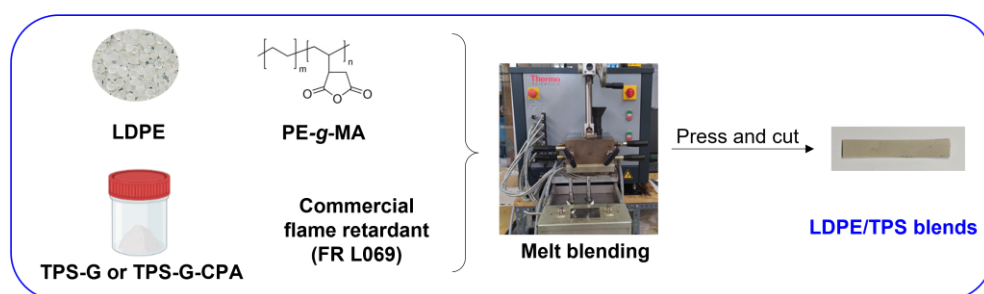 LDPE
m
n
O
O
O
PE-g-MA
TPS-G or TPS-G-CPA
Commercial
flame retardant
(FR L069)
Thermo
Melt blending
Press and cut
LDPE/TPS blends